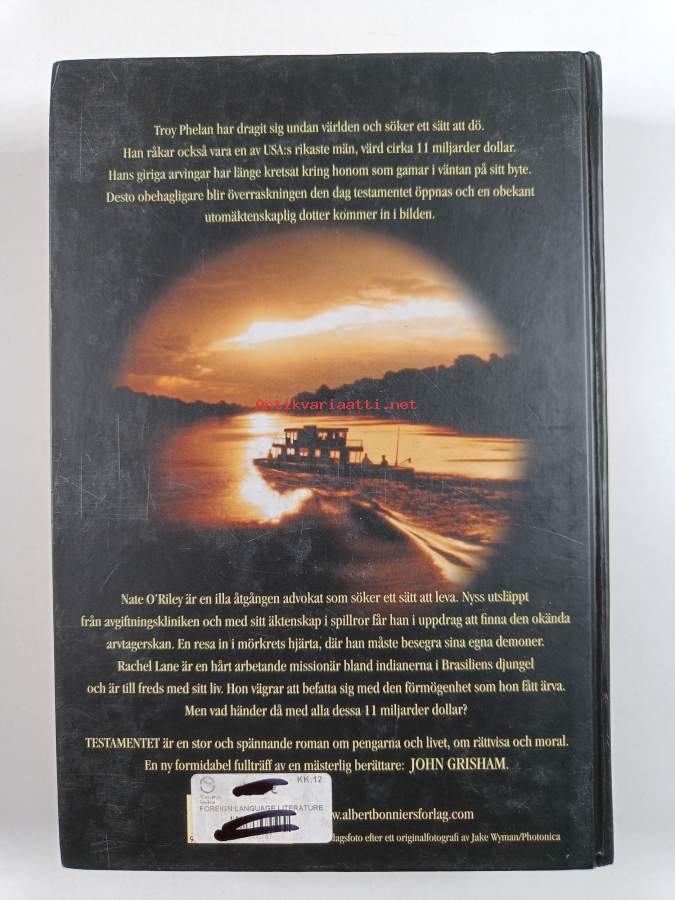 Troy Phelan har dragit sig undan världen och söker ett sätt att dö.
Han råkar också vara en av USA:s rikaste män, värd cirka 11 miljarder dollar.
Hans giriga arvingar har länge kretsat kring honom som gamar i väntan på sitt byte.
Desto obehagligare blir överraskningen den dag testamentet öppnas och en obekant
utomäktenskaplig dotter kommer in i bilden.
Antikvariaatti.net
Nate O'Riley är en illa åtgången advokat som söker ett sätt att leva. Nyss utsläppt
från avgiftningskliniken och med sitt äktenskap i spillror får han i uppdrag att finna den okända
arvtagerskan. En resa in i mörkrets hjärta, där han måste besegra sina egna demoner.
Rachel Lane är en hårt arbetande missionär bland indianerna i Brasiliens djungel
och är till freds med sitt liv. Hon vägrar att befatta sig med den förmögenhet som hon fått ärva.
Men vad händer då med alla dessa 11 miljarder dollar?
TESTAMENTET är en stor och spännande roman om pengarna och livet, om rättvisa och moral.
En ny formidabel fullträff av en mästerlig berättare: JOHN GRISHAM.
KK:12
FOREIGN LANGUAGE LITERATURE
w.albertbonniersforlag.com
lagsfoto efter ett originalfotografi av Jake Wyman/Photonica